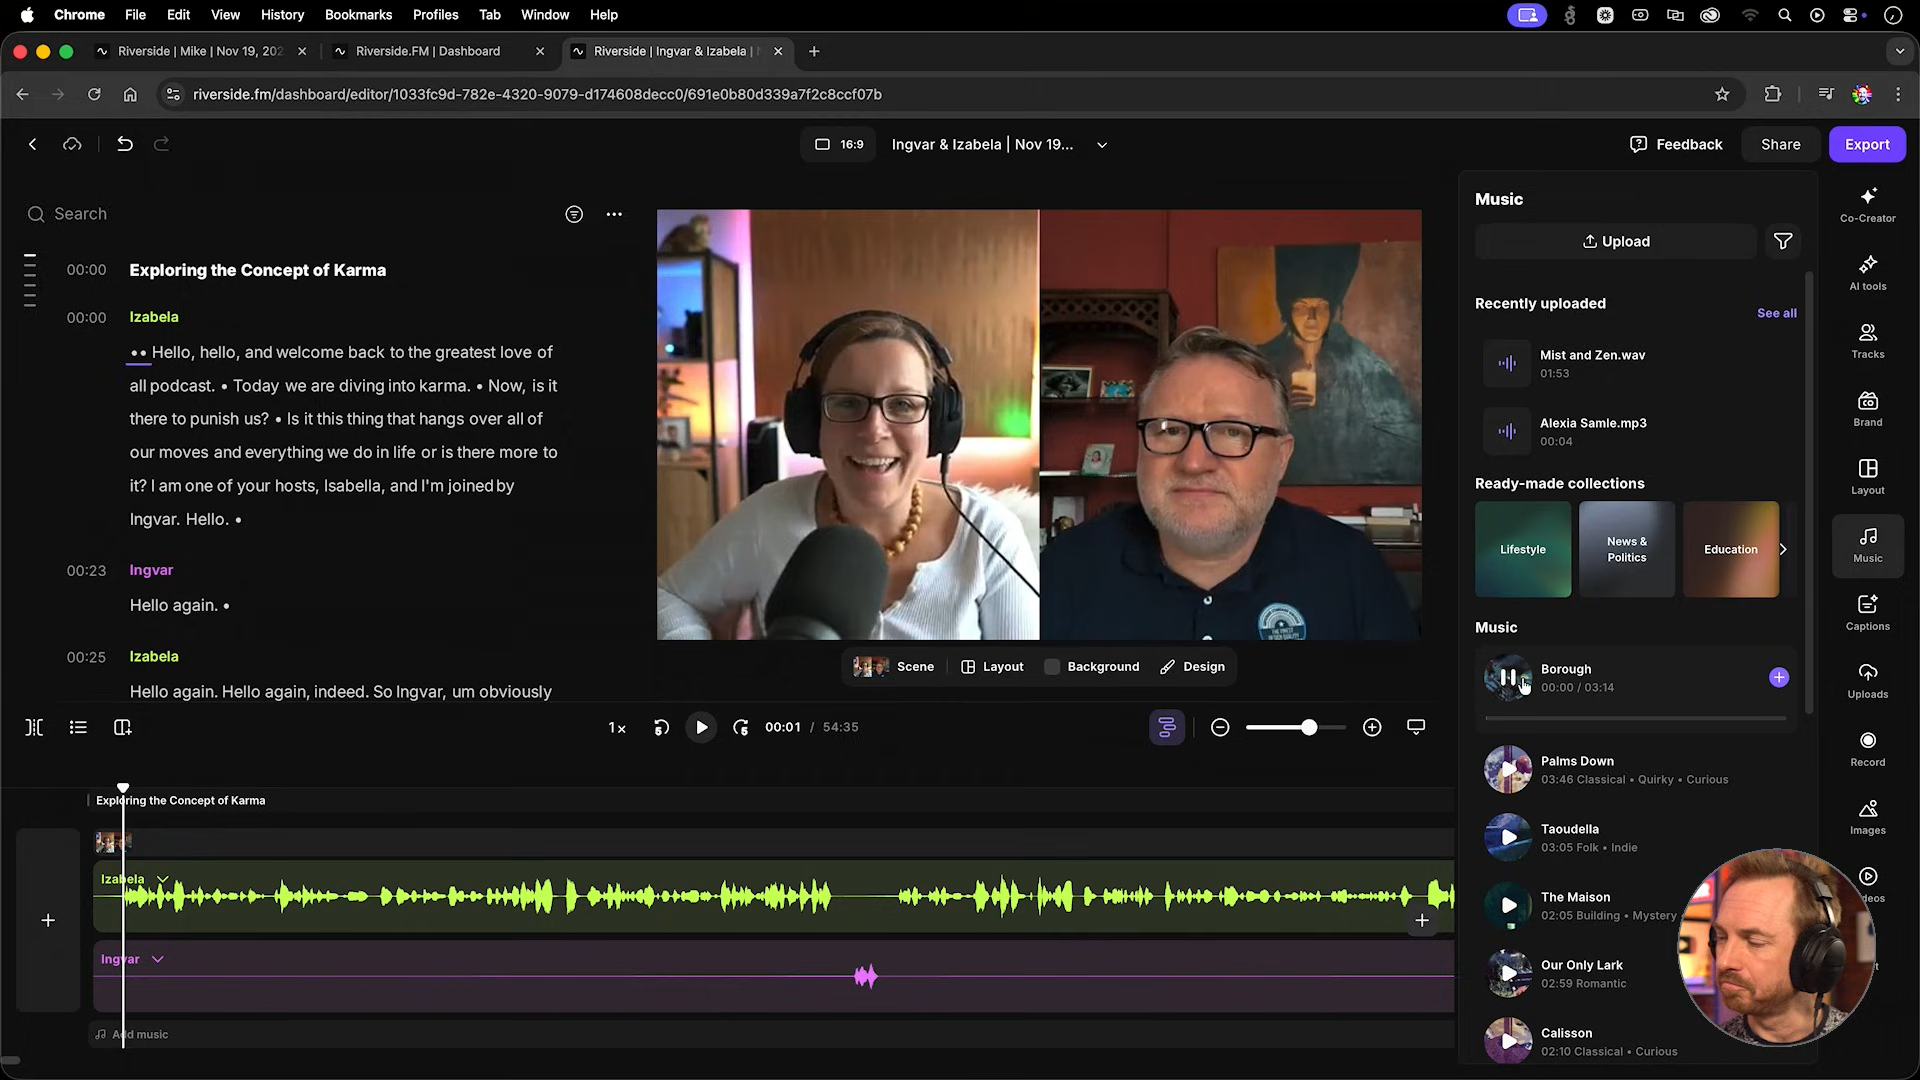 Chrome File Edit View History Bookmarks Profiles Tab Window Help
Riverside | Mike | Nov 19, 202
Riverside.FM | Dashboard
Riverside | Ingvar & Izabela |
riverside.fm/dashboard/editor/1033fc9d-782e-4320-9079-d174608decc0/691e0b80d339a7f2c8ccf07b
16:9
Ingvar & Izabela | Nov 19...
Feedback
Share
Export
Search
00:00 Exploring the Concept of Karma
00:00 Izabela
•• Hello, hello, and welcome back to the greatest love of
all podcast. • Today we are diving into karma. • Now, is it
there to punish us? • Is it this thing that hangs over all of
our moves and everything we do in life or is there more to
it? I am one of your hosts, Isabella, and I'm joined by
Ingvar. Hello. •
00:23 Ingvar
Hello again. •
00:25 Izabela
Hello again. Hello again, indeed. So Ingvar, um obviously
Scene
Layout
Background
Design
1x
5
5
00:01 / 54:35
Exploring the Concept of Karma
Izabela
Ingvar
Add music
Music
Upload
Recently uploaded
See all
Mist and Zen.wav
01:53
Alexia Samle.mp3
00:04
Ready-made collections
Lifestyle
News &
Politics
Education
Music
Borough
00:00 / 03:14
Palms Down
03:46 Classical • Quirky • Curious
Taoudella
03:05 Folk • Indie
The Maison
02:05 Building • Mystery
Our Only Lark
02:59 Romantic
Calisson
02:10 Classical • Curious
Co-Creator
AI tools
Tracks
Brand
Layout
Music
Captions
Uploads
Record
Images